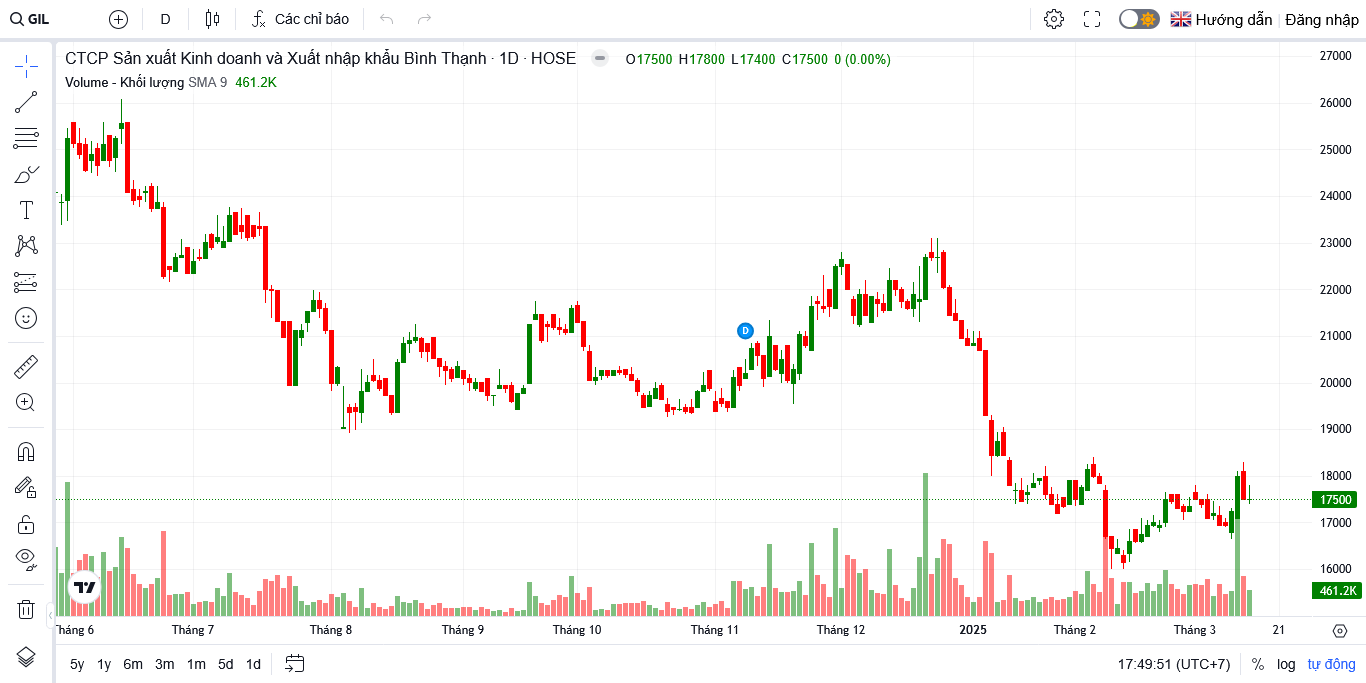 GIL D Các chỉ báo Hướng dẫn Đăng nhập
CTCP Sản xuất Kinh doanh và Xuất nhập khẩu Bình Thạnh · 1D · HOSE O17500 H17800 L17400 C17500 0 (0.00%)
Volume - Khối lượng SMA 9 461.2K
27000
26000
25000
24000
23000
22000
21000
D
20000
19000
18000
17500
17000
16000
461.2K
Tháng 6 Tháng 7 Tháng 8 Tháng 9 Tháng 10 Tháng 11 Tháng 12 2025 Tháng 2 Tháng 3 21
5y 1y 6m 3m 1m 5d 1d 17:49:51 (UTC+7) % log tự động